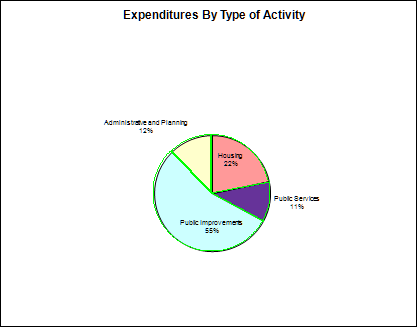 Expenditures By Type of Activity
Administrative and Planning
12%
Housing
22%
Public Services
11%
Public Improvements
55%